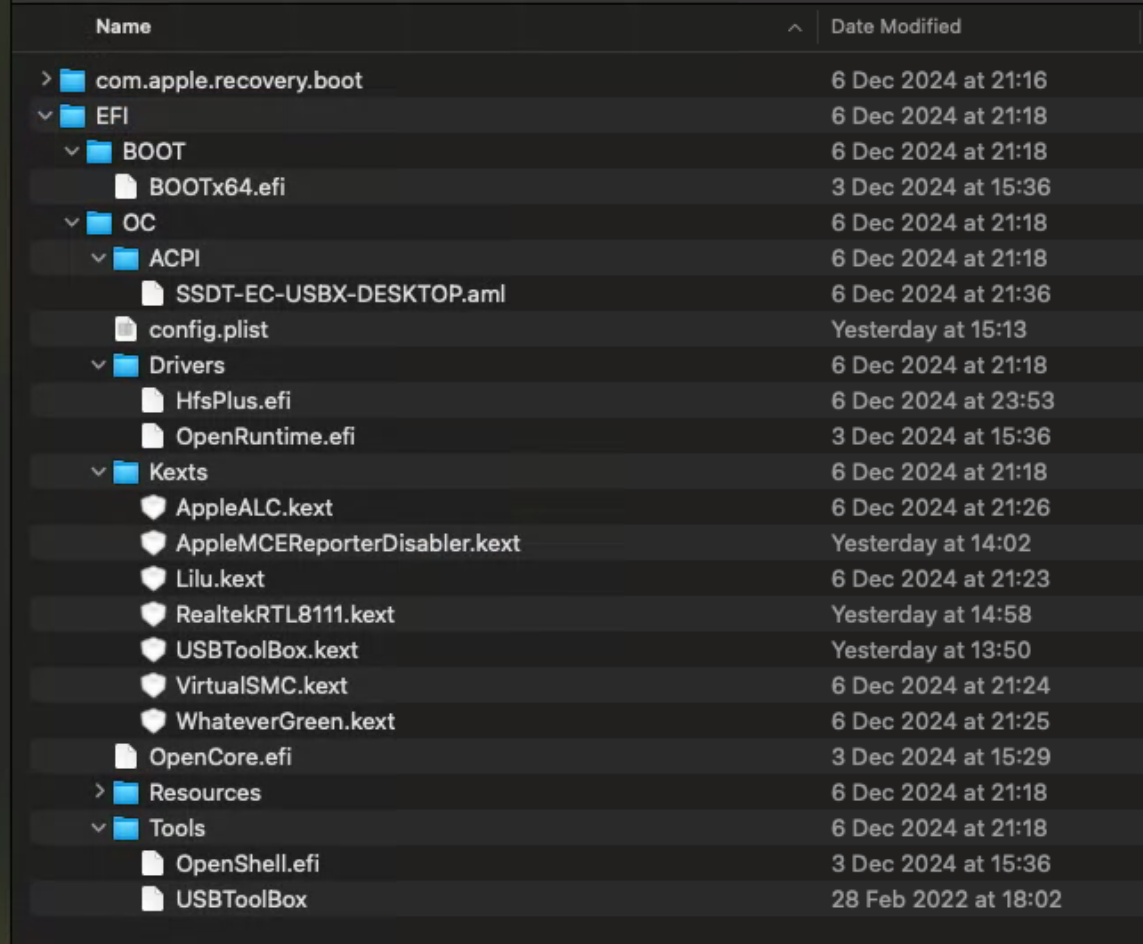 Name Date Modified
com.apple.recovery.boot 6 Dec 2024 at 21:16
EFI 6 Dec 2024 at 21:18
BOOT 6 Dec 2024 at 21:18
BOOTx64.efi 3 Dec 2024 at 15:36
OC 6 Dec 2024 at 21:18
ACPI 6 Dec 2024 at 21:18
SSDT-EC-USBX-DESKTOP.aml 6 Dec 2024 at 21:36
config.plist Yesterday at 15:13
Drivers 6 Dec 2024 at 21:18
HfsPlus.efi 6 Dec 2024 at 23:53
OpenRuntime.efi 3 Dec 2024 at 15:36
Kexts 6 Dec 2024 at 21:18
AppleALC.kext 6 Dec 2024 at 21:26
AppleMCEReporterDisabler.kext Yesterday at 14:02
Lilu.kext 6 Dec 2024 at 21:23
RealtekRTL8111.kext Yesterday at 14:58
USBToolBox.kext Yesterday at 13:50
VirtualSMC.kext 6 Dec 2024 at 21:24
WhateverGreen.kext 6 Dec 2024 at 21:25
OpenCore.efi 3 Dec 2024 at 15:29
Resources 6 Dec 2024 at 21:18
Tools 6 Dec 2024 at 21:18
OpenShell.efi 3 Dec 2024 at 15:36
USBToolBox 28 Feb 2022 at 18:02